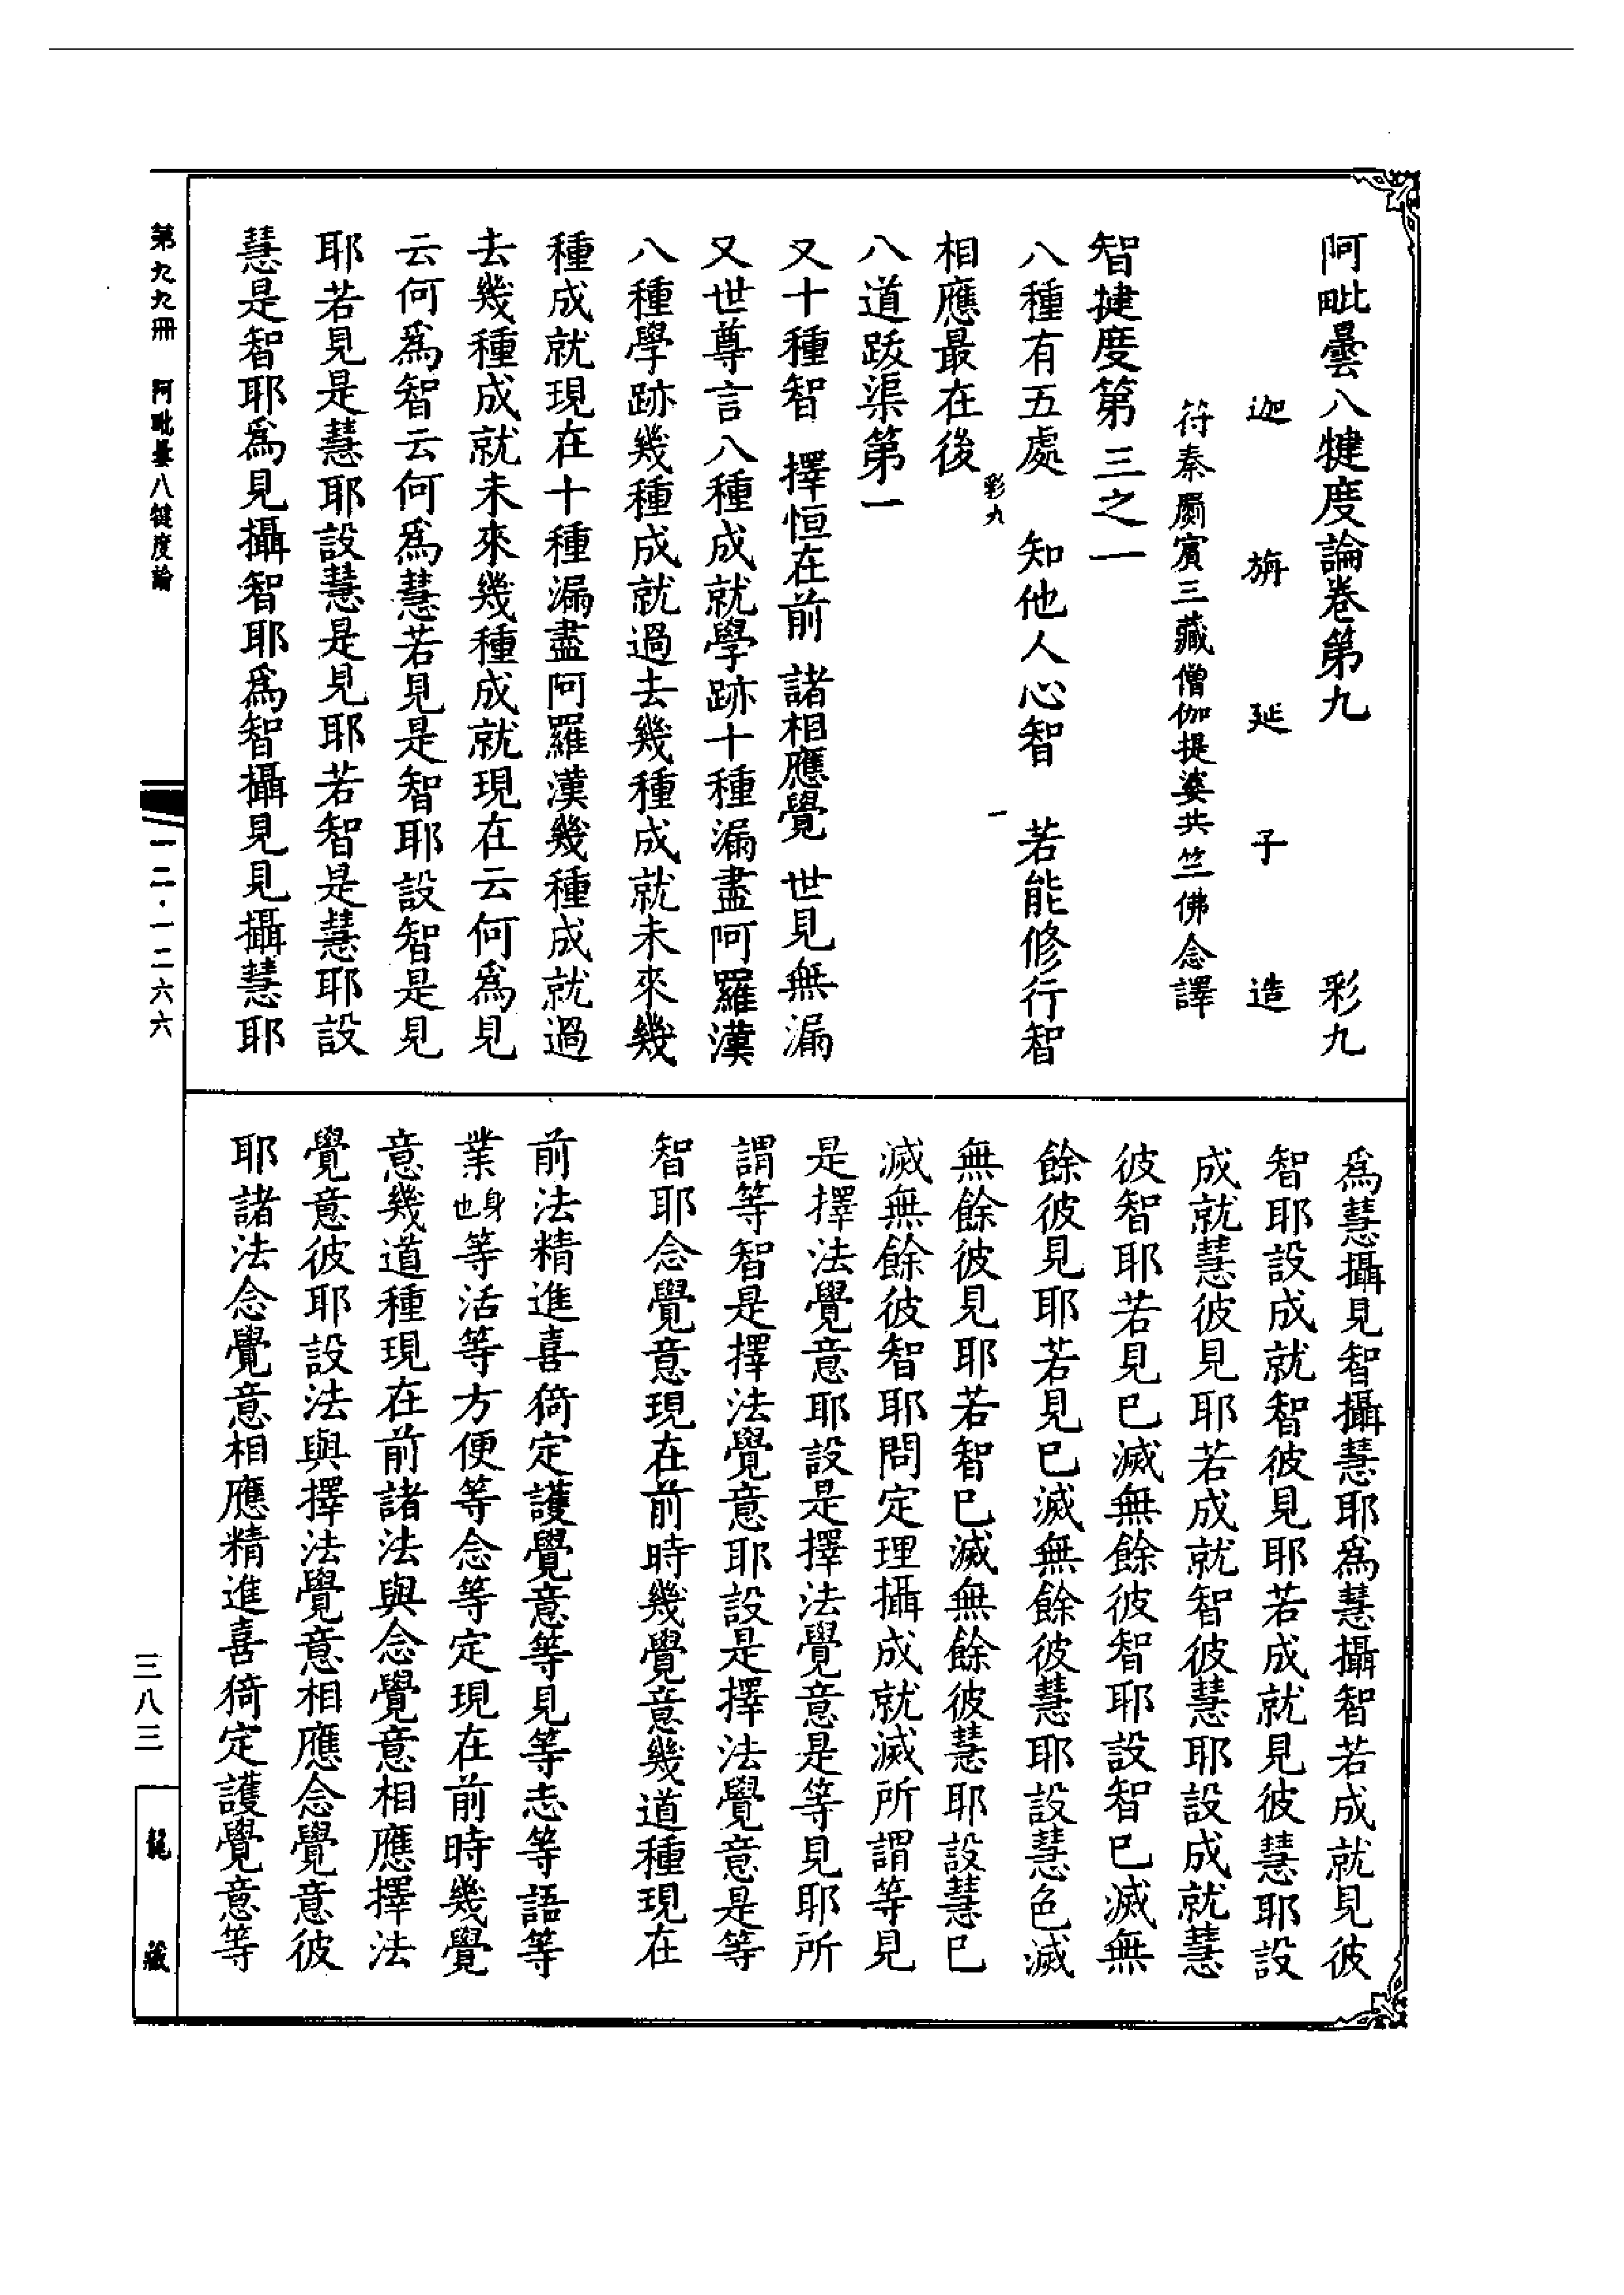 阿毗曇八犍度論卷第九　彩九
迦旃延子造
符秦罽賓三藏僧伽提婆共竺佛念譯
智揵度第三之一
八種有五處　知他人心智　若能修行智
彩九　一
相應最在後
八道跋渠第一
又十種智　擇恒在前　諸相應覺　世見無漏
又世尊言八種成就學跡十種漏盡阿羅漢
八種學跡幾種成就過去幾種成就未來幾
種成就現在十種漏盡阿羅漢幾種成就過
去幾種成就未來幾種成就現在云何爲見
云何爲智云何爲慧若見是智耶設智是見
耶若見是慧耶設慧是見耶若智是慧耶設
慧是智耶爲見攝智耶爲智攝見見攝慧耶
爲慧攝見智攝慧耶爲慧攝智若成就見彼
智耶設成就智彼見耶若成就見彼慧耶設
成就慧彼見耶若成就智彼慧耶設成就慧
彼智耶若見已滅無餘彼智耶設智已滅無
餘彼見耶若見已滅無餘彼慧耶設慧色滅
無餘彼見耶若智已滅無餘彼慧耶設慧已
滅無餘彼智耶問定理攝成就滅所謂等見
是擇法覺意耶設是擇法覺意是等見耶所
謂等智是擇法覺意耶設是擇法覺意是等
智耶念覺意現在前時幾覺意幾道種現在
前法精進喜猗定護覺意等見等志等語等
業身也等活等方便等念等定現在前時幾覺
意幾道種現在前諸法與念覺意相應擇法
覺意彼耶設法與擇法覺意相應念覺意彼
耶諸法念覺意相應精進喜猗定護覺意等
第九九冊　阿毗曇八犍度論
一二·一二六六
三八三
龍藏